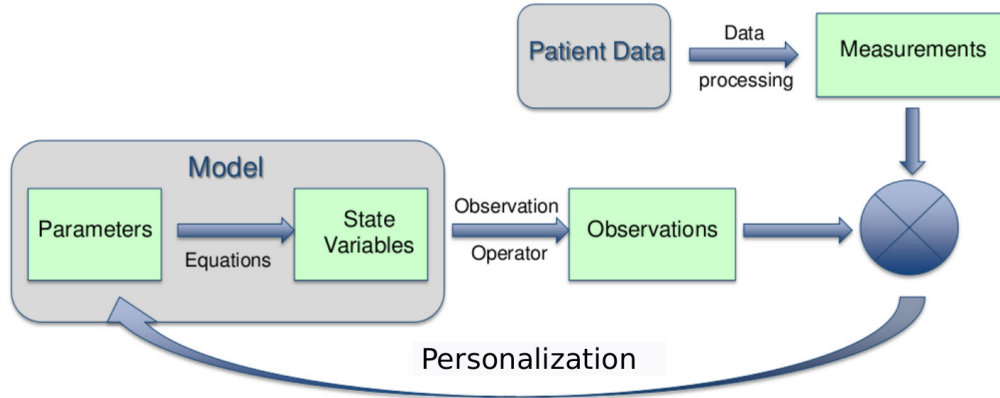 Patient Data
Data
processing
Measurements
Model
Parameters
Equations
State
Variables
Observation
Operator
Observations
Personalization